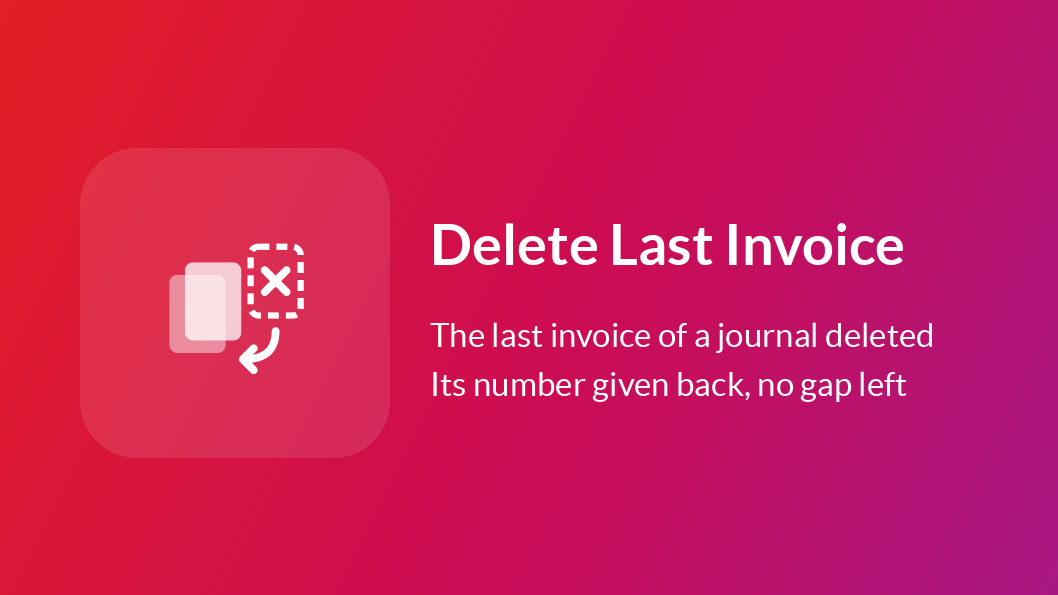 Delete Last Invoice
The last invoice of a journal deleted
Its number given back, no gap left